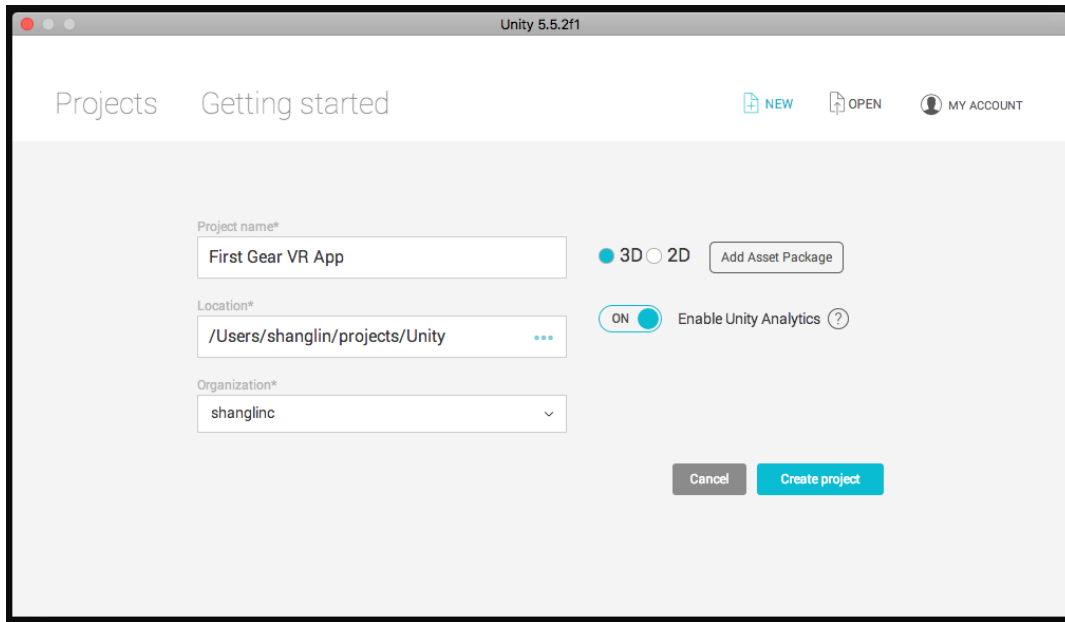 Unity 5.5.2f1
Projects Getting started NEW OPEN MY ACCOUNT
Project name*
First Gear VR App
3D 2D Add Asset Package
Location*
/Users/shanglin/projects/Unity
ON Enable Unity Analytics ?
Organization*
shanglinc
Cancel Create project